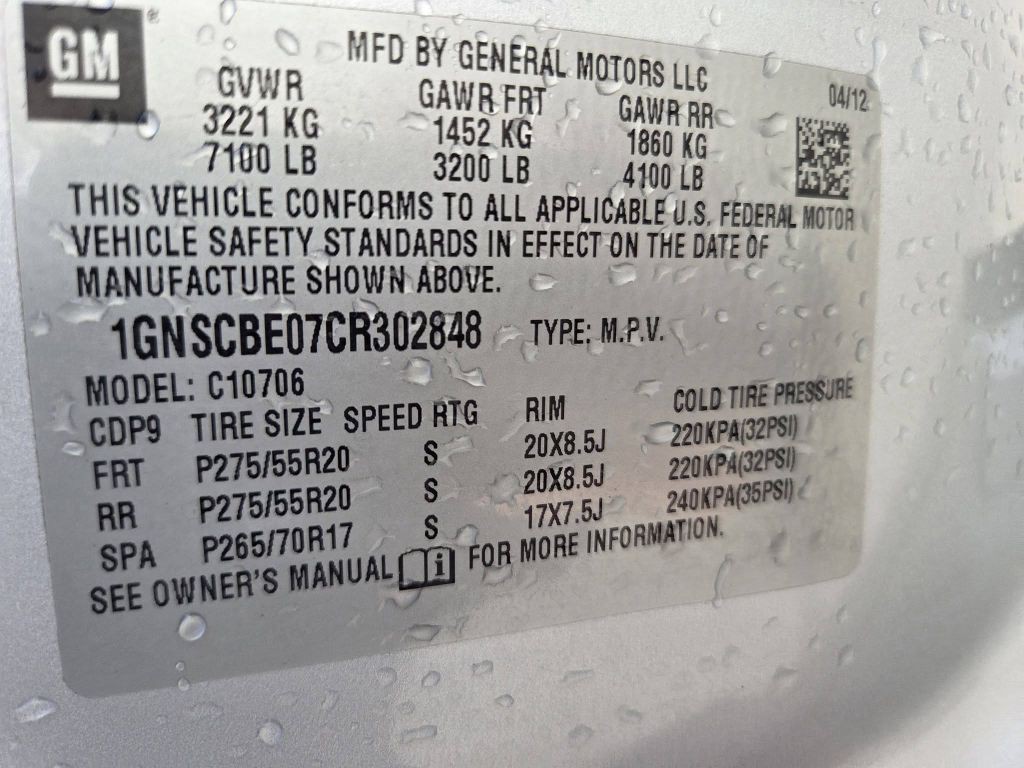 GM®
MFD BY GENERAL MOTORS LLC
04/12
GVWR GAWR FRT GAWR RR
3221 KG 1452 KG 1860 KG
7100 LB 3200 LB 4100 LB
THIS VEHICLE CONFORMS TO ALL APPLICABLE U.S. FEDERAL MOTOR
VEHICLE SAFETY STANDARDS IN EFFECT ON THE DATE OF
MANUFACTURE SHOWN ABOVE.
1GNSCBE07CR302848 TYPE: M.P.V.
MODEL: C10706
CDP9 TIRE SIZE SPEED RTG RIM COLD TIRE PRESSURE
FRT P275/55R20 S 20X8.5J 220KPA(32PSI)
RR P275/55R20 S 20X8.5J 220KPA(32PSI)
SPA P265/70R17 S 17X7.5J 240KPA(35PSI)
SEE OWNER'S MANUAL i FOR MORE INFORMATION.